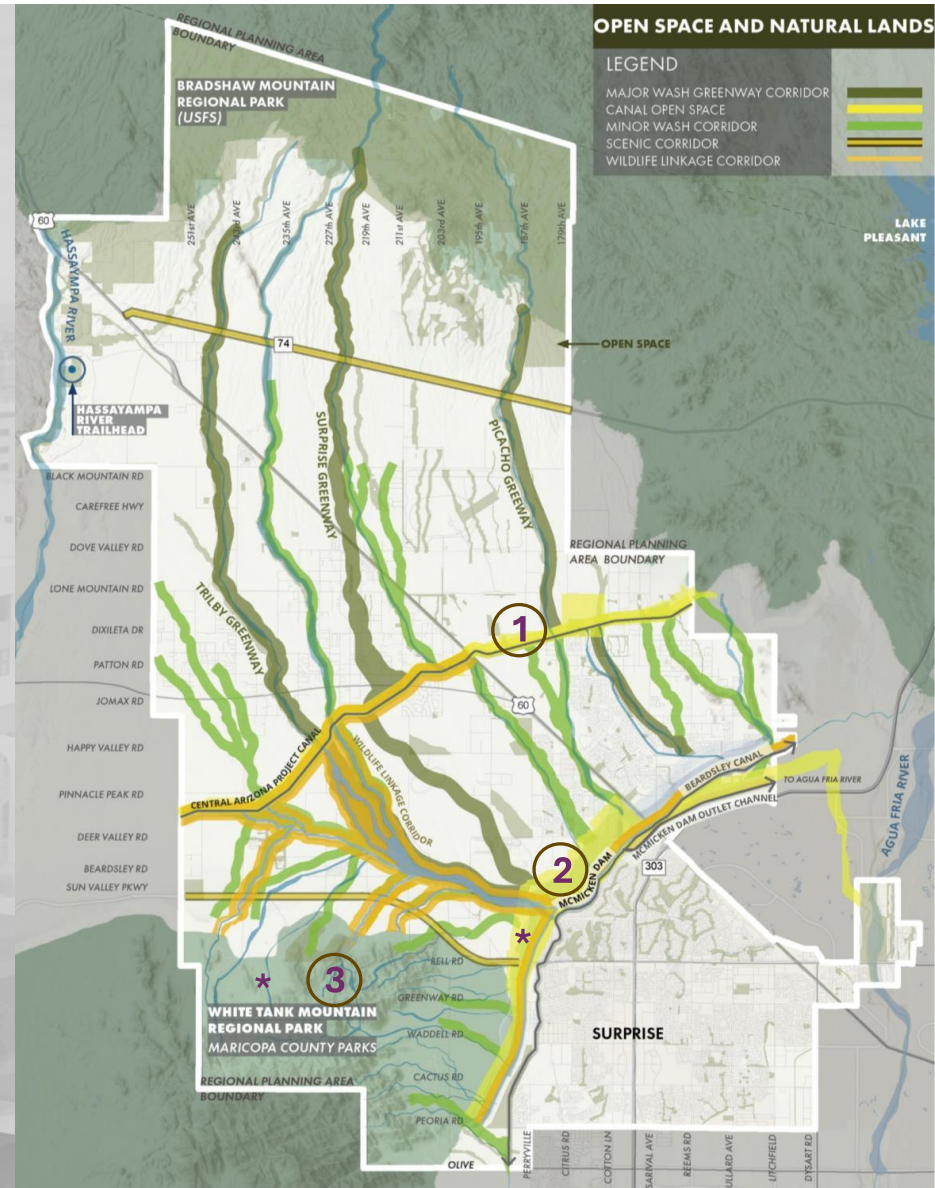 OPEN SPACE AND NATURAL LANDS
LEGEND
MAJOR WASH GREENWAY CORRIDOR
CANAL OPEN SPACE
MINOR WASH CORRIDOR
SCENIC CORRIDOR
WILDLIFE LINKAGE CORRIDOR
REGIONAL PLANNING AREA
BOUNDARY
BRADSHAW MOUNTAIN
REGIONAL PARK
(USFS)
251st AVE
235th AVE
227th AVE
219th AVE
211st AVE
203rd AVE
195th AVE
187th AVE
179th AVE
60
LAKE
PLEASANT
HASSAYMPA RIVER
74
OPEN SPACE
HASSAYAMPA
RIVER
TRAILHEAD
SURPRISE GREENWAY
PICACHO GREEWAY
BLACK MOUNTAIN RD
CAREFREE HWY
DOVE VALLEY RD
REGIONAL PLANNING
AREA BOUNDARY
LONE MOUNTAIN RD
TRILBY GREENWAY
DIXILETA DR
1
PATTON RD
JOMAX RD
60
HAPPY VALLEY RD
CENTRAL ARIZONA PROJECT CANAL
WILDLIFE LINKAGE
CORRIDOR
BEARDSLEY CANAL
TO AGUA FRIA RIVER
AGUA FRIA RIVER
PINNACLE PEAK RD
MCMICKEN DAM OUTLET CHANNEL
DEER VALLEY RD
BEARDSLEY RD
SUN VALLEY PKWY
2
MCMICKEN DAM
303
*
BELL RD
* 3
WHITE TANK MOUNTAIN
REGIONAL PARK
MARICOPA COUNTY PARKS
GREENWAY RD
WADDELL RD
SURPRISE
CACTUS RD
REGIONAL PLANNING AREA
BOUNDARY
PEORIA RD
OLIVE
PERRYVILLE
CITRUS RD
COTTON LN
SARIVAL AVE
REEMS RD
ULLARD AVE
LITCHFIELD
DYSART RD